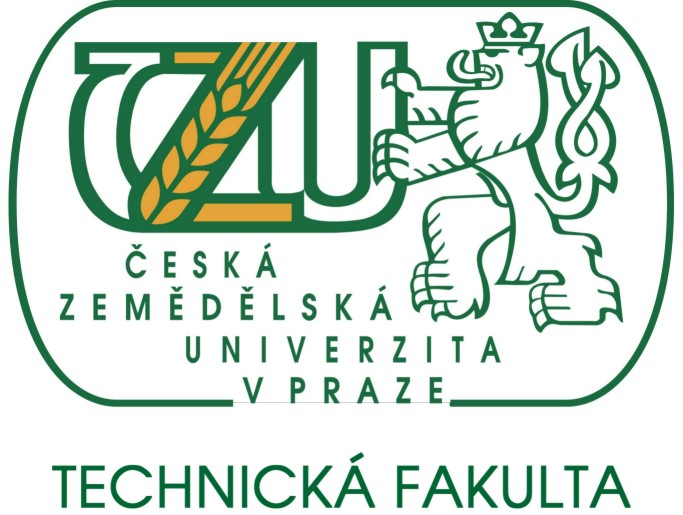 ČZU
ČESKÁ
ZEMĚDĚLSKÁ
UNIVERZITA
V PRAZE
TECHNICKÁ FAKULTA